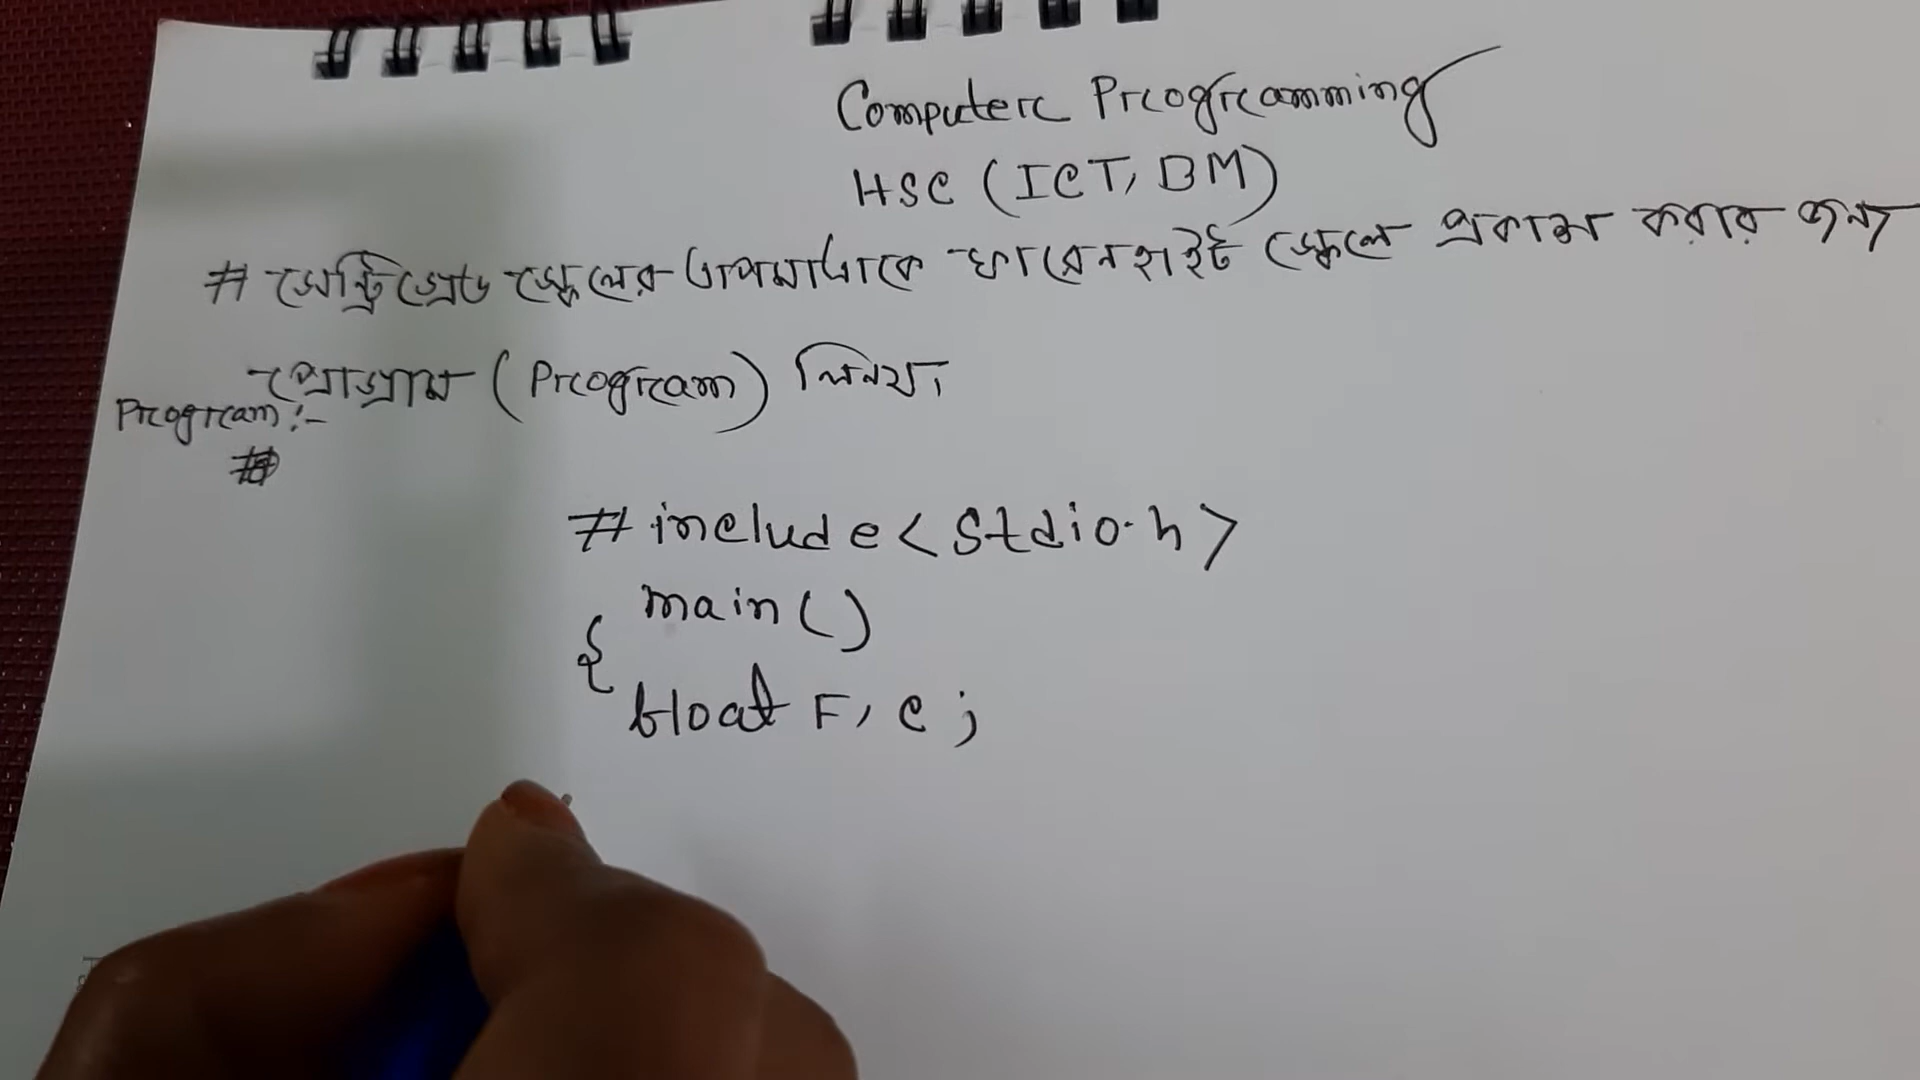 Computer Programming
HSC (ICT, BM)
# সেন্ট্রিগ্রেড স্কেলের তাপমাত্রাকে ফারেনহাইট স্কেলে প্রকাশ করার জন্য
প্রোগ্রাম (Program) লিখ।
Program:-
#include<stdio.h>
main()
{
float F, c;